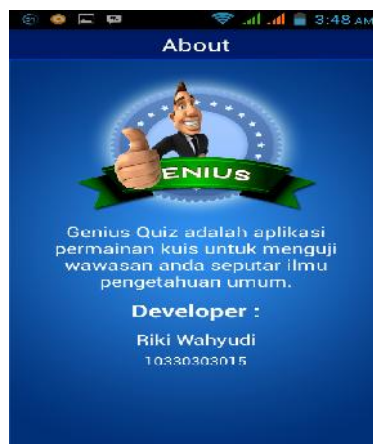 3:48 AM
About
GENIUS
Genius Quiz adalah aplikasi
permainan kuis untuk menguji
wawasan anda seputar ilmu
pengetahuan umum.
Developer :
Riki Wahyudi
10330303015